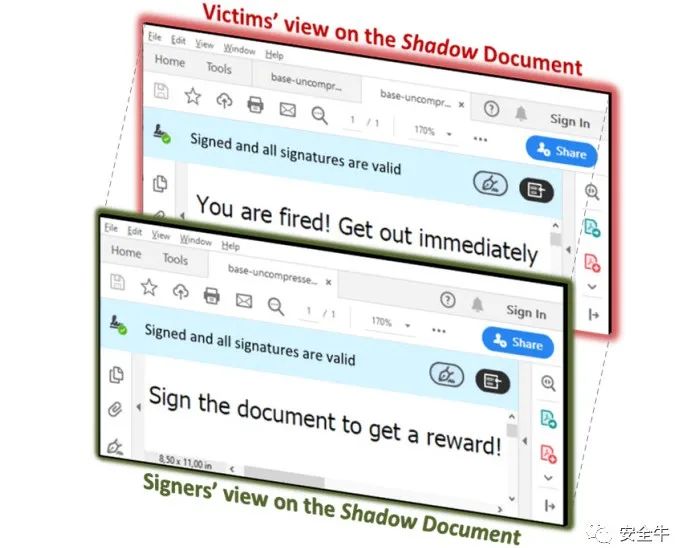 Victims' view on the Shadow Document
File Edit View Window Help
Home Tools base-uncompr... base-uncompr... ×
Sign In
1 / 1 170%
Share
Signed and all signatures are valid
You are fired! Get out immediately
File Edit View Window Help
Home Tools base-uncompresse... ×
Sign In
1 / 1 170%
Share
Signed and all signatures are valid
Sign the document to get a reward!
8,50 x 11,00 in
Signers' view on the Shadow Document
安全牛